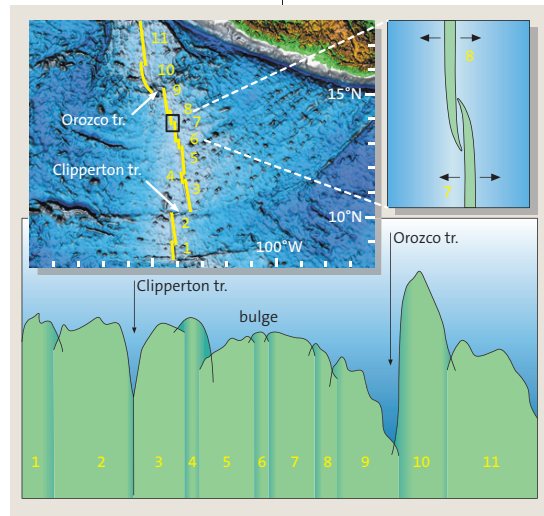 11
10
9
8
7
6
5
4
3
2
1
Orozco tr.
Clipperton tr.
15°N
10°N
100°W
8
7
Clipperton tr.
bulge
Orozco tr.
1 2 3 4 5 6 7 8 9 10 11